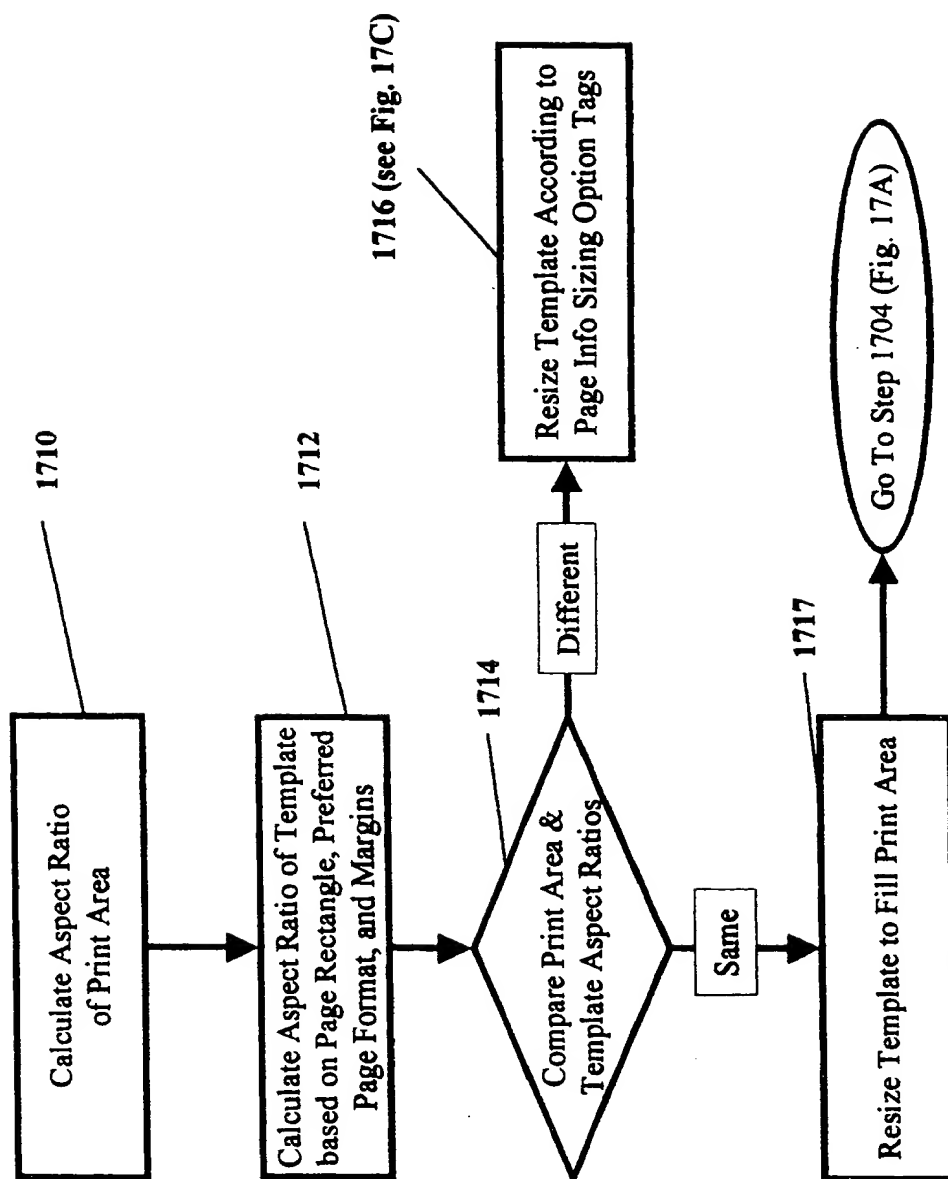 1710
Calculate Aspect Ratio
of Print Area
1712
Calculate Aspect Ratio of Template
based on Page Rectangle, Preferred
Page Format, and Margins
1714
Compare Print Area &
Template Aspect Ratios
Different
1716 (see Fig. 17C)
Resize Template According to
Page Info Sizing Option Tags
Same
1717
Resize Template to Fill Print Area
Go To Step 1704 (Fig. 17A)